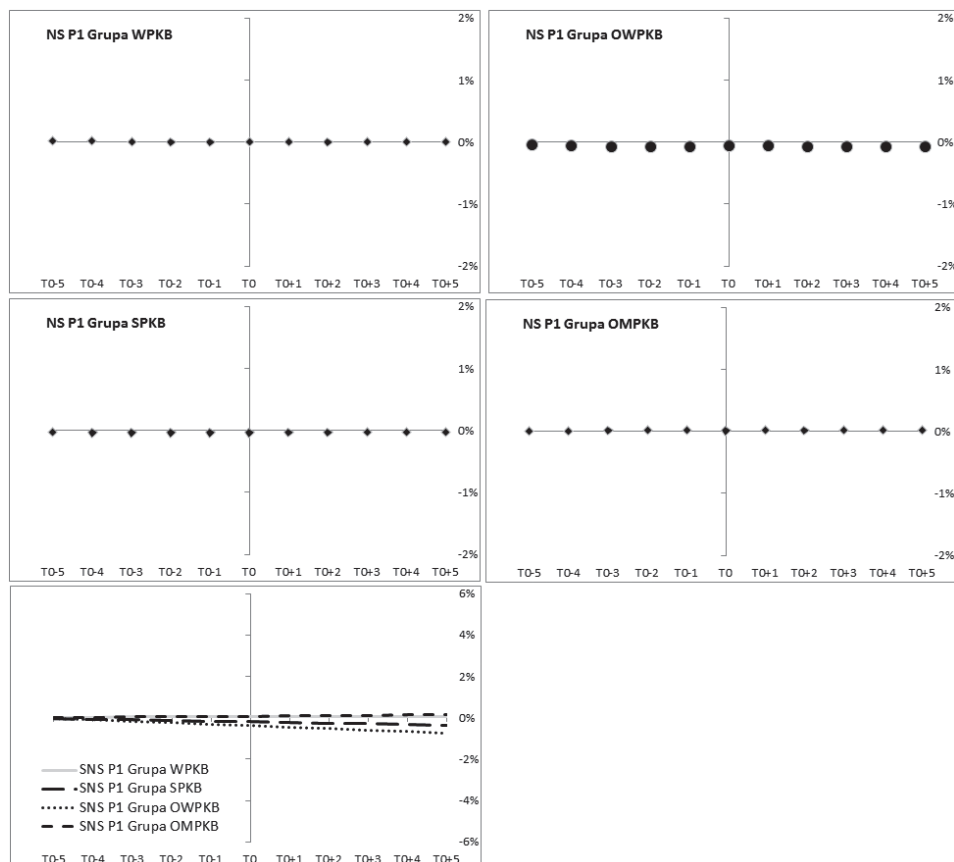 NS P1 Grupa WPKB
2%
1%
0%
-1%
-2%
T0-5 T0-4 T0-3 T0-2 T0-1 T0 T0+1 T0+2 T0+3 T0+4 T0+5
NS P1 Grupa OWPKB
2%
1%
0%
-1%
-2%
T0-5 T0-4 T0-3 T0-2 T0-1 T0 T0+1 T0+2 T0+3 T0+4 T0+5
NS P1 Grupa SPKB
2%
1%
0%
-1%
-2%
T0-5 T0-4 T0-3 T0-2 T0-1 T0 T0+1 T0+2 T0+3 T0+4 T0+5
NS P1 Grupa OMPKB
2%
1%
0%
-1%
-2%
T0-5 T0-4 T0-3 T0-2 T0-1 T0 T0+1 T0+2 T0+3 T0+4 T0+5
6%
4%
2%
0%
-2%
-4%
-6%
SNS P1 Grupa WPKB
SNS P1 Grupa SPKB
SNS P1 Grupa OWPKB
SNS P1 Grupa OMPKB
T0-5 T0-4 T0-3 T0-2 T0-1 T0 T0+1 T0+2 T0+3 T0+4 T0+5